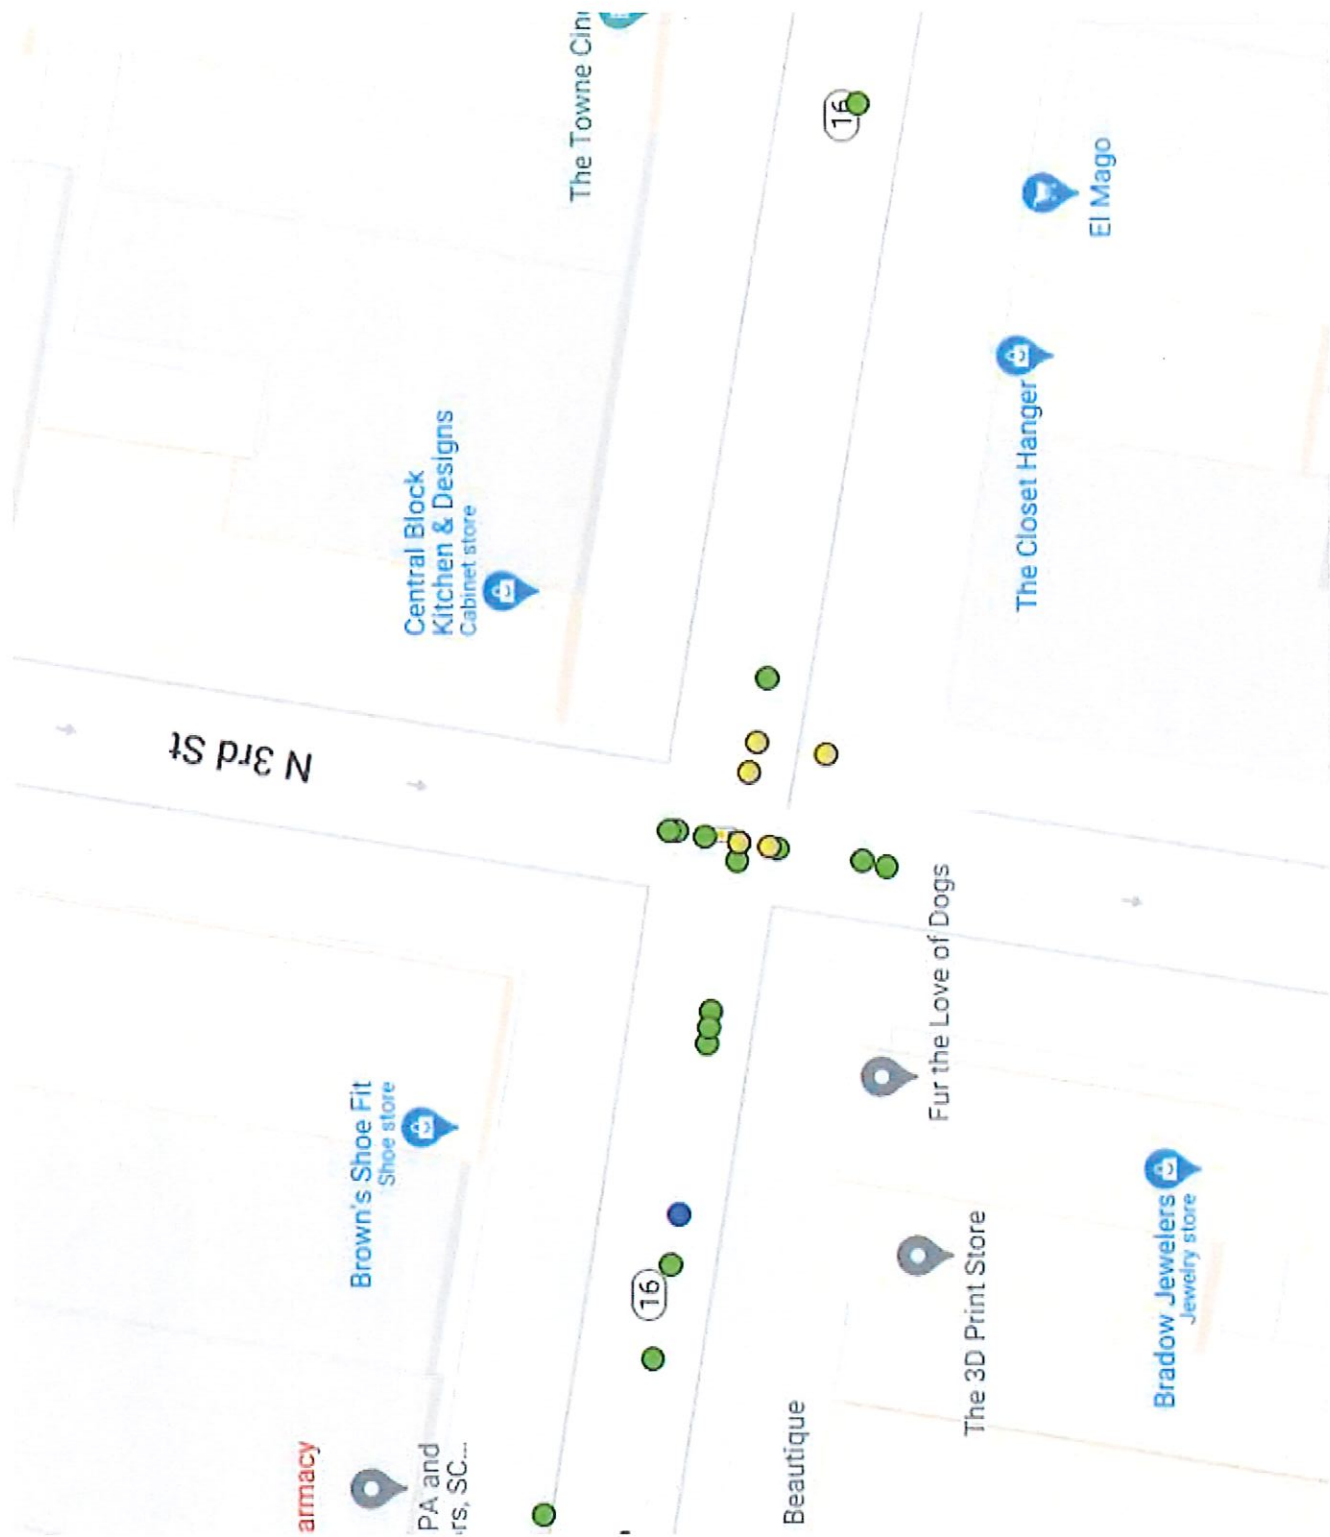 The Towne Cin
16
El Mago
Central Block
Kitchen & Designs
Cabinet store
The Closet Hanger
N 3rd St
Fur the Love of Dogs
Brown's Shoe Fit
Shoe store
16
The 3D Print Store
Bradow Jewelers
Jewelry store
Beautique
armacy
PA and
rs, SC...